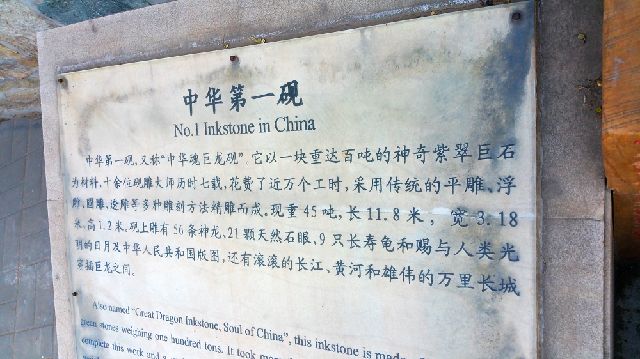 中华第一砚
No.1 Inkstone in China
中华第一砚，又称“中华魂巨龙砚”。它以一块重达百吨的神奇紫翠巨石
为材料，十余位砚雕大师历时七载，花费了近万个工时，采用传统的平雕、浮
雕、圆雕、透雕等多种雕刻方法精雕而成。现重45吨，长11.8米，宽3.18
米，高1.2米。砚上畔有56条神龙、21颗天然石眼，9只长寿龟和赐与人类光
明的日月及中华人民共和国版图，还有滚滚的长江、黄河和雄伟的万里长城
穿插巨龙之间。
Also named "Great Dragon Inkstone, Soul of China", this inkstone is made
green stones weighing one hundred tons. It took
complete this work and